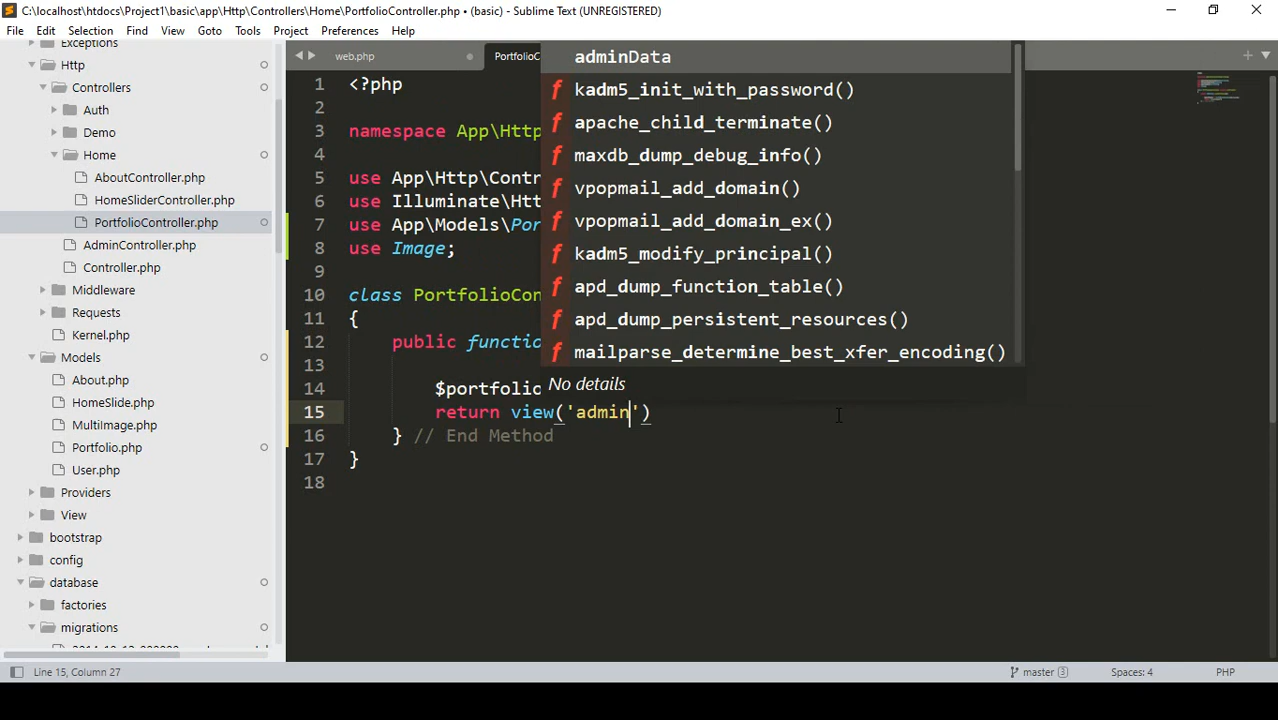 C:\localhost\htdocs\Project1\basic\app\Http\Controllers\Home\PortfolioController.php • (basic) - Sublime Text (UNREGISTERED)
File Edit Selection Find View Goto Tools Project Preferences Help
Exceptions
Http
Controllers
Auth
Demo
Home
AboutController.php
HomeSliderController.php
PortfolioController.php
AdminController.php
Controller.php
Middleware
Requests
Kernel.php
Models
About.php
HomeSlide.php
MultiImage.php
Portfolio.php
User.php
Providers
View
bootstrap
config
database
factories
migrations
web.php
PortfolioC
1 <?php
2
3 namespace App\Http
4
5 use App\Http\Contr
6 use Illuminate\Htt
7 use App\Models\Por
8 use Image;
9
10 class PortfolioCon
11 {
12 public functio
13
14 $portfolio
15 return view('admin')
16 } // End Method
17 }
18
adminData
f kadm5_init_with_password()
f apache_child_terminate()
f maxdb_dump_debug_info()
f vpopmail_add_domain()
f vpopmail_add_domain_ex()
f kadm5_modify_principal()
f apd_dump_function_table()
f apd_dump_persistent_resources()
f mailparse_determine_best_xfer_encoding()
No details
Line 15, Column 27
master 3
Spaces: 4
PHP